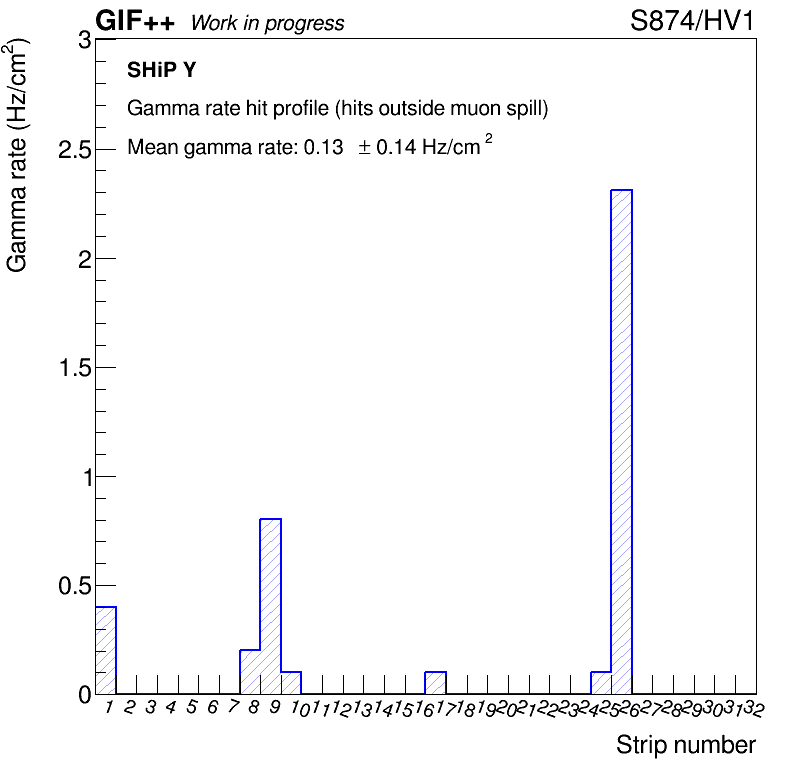 GIF++ Work in progress S874/HV1
Gamma rate (Hz/cm2)
SHiP Y
Gamma rate hit profile (hits outside muon spill)
Mean gamma rate: 0.13 ± 0.14 Hz/cm 2
3
2.5
2
1.5
1
0.5
0
1 2 3 4 5 6 7 8 9 10 11 12 13 14 15 16 17 18 19 20 21 22 23 24 25 26 27 28 29 30 31 32
Strip number